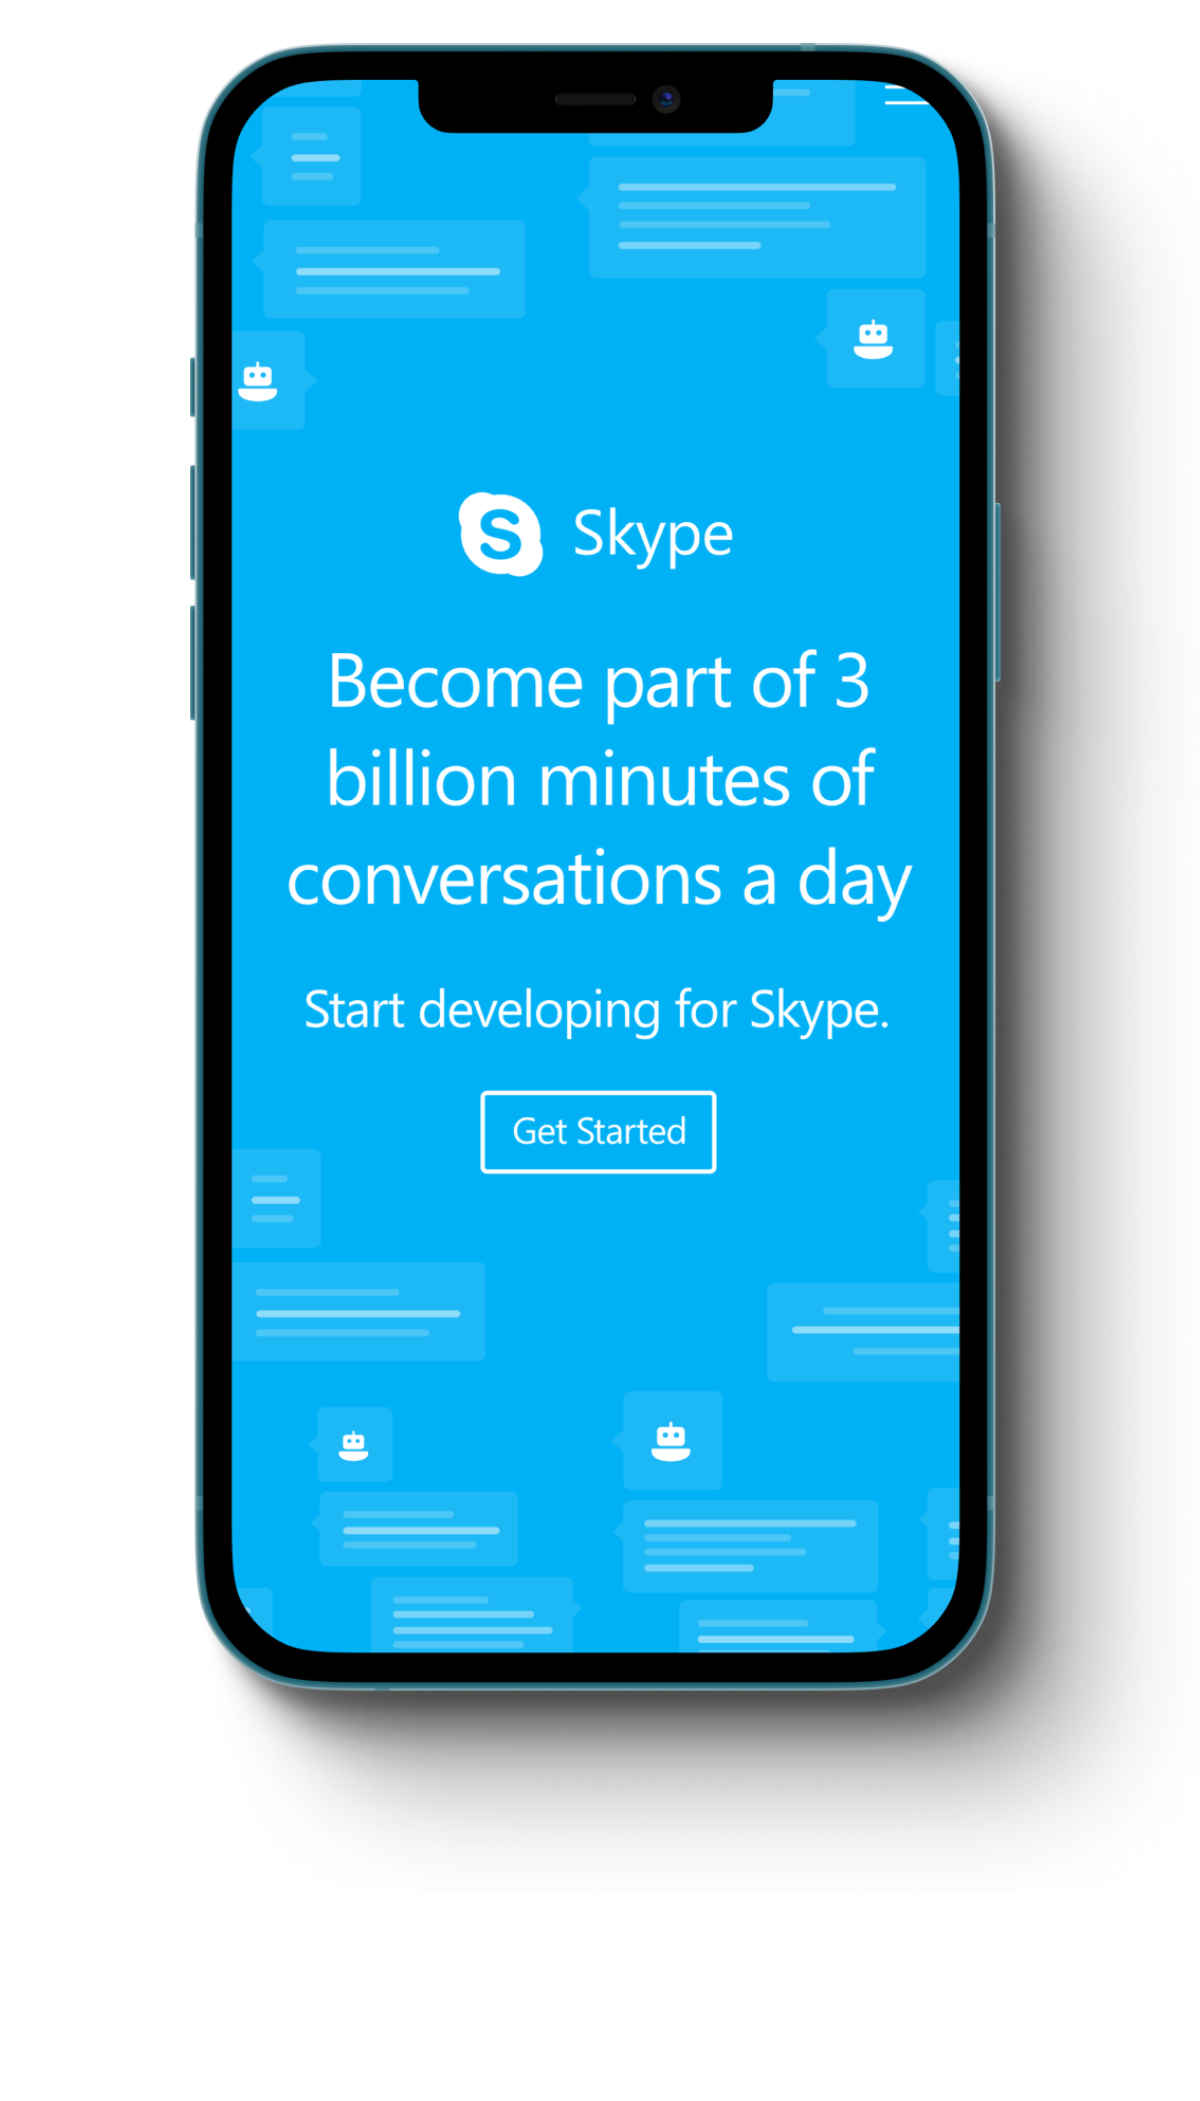 Skype
Become part of 3
billion minutes of
conversations a day
Start developing for Skype.
Get Started